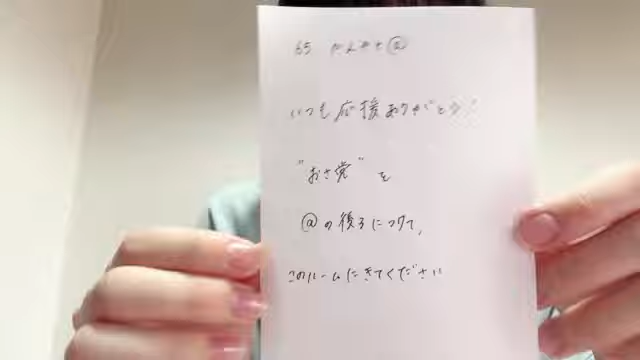 いつも応援ありがとう!
"おさ党"を
@の後ろにつけて、
このルームにきてください